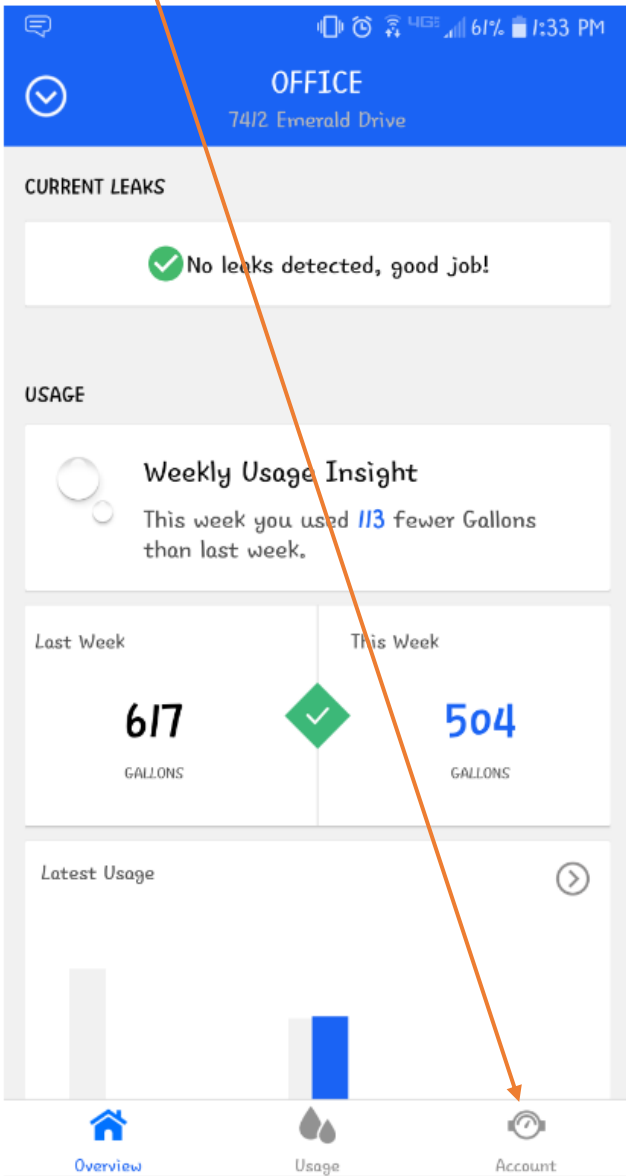 4GE 61% 1:33 PM
OFFICE
7412 Emerald Drive
CURRENT LEAKS
No leaks detected, good job!
USAGE
Weekly Usage Insight
This week you used 113 fewer Gallons
than last week.
Last Week This Week
617 504
GALLONS GALLONS
Latest Usage
Overview Usage Account